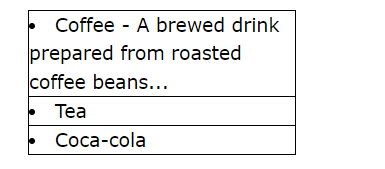 • Coffee - A brewed drink
prepared from roasted
coffee beans...
• Tea
• Coca-cola